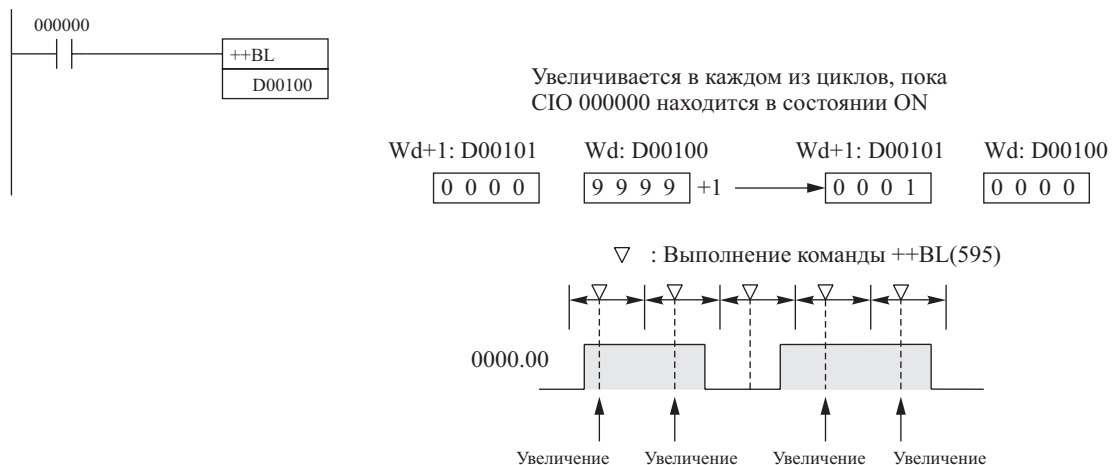 000000
++BL
D00100
Увеличивается в каждом из циклов, пока
CIO 000000 находится в состоянии ON
Wd+1: D00101 Wd: D00100 Wd+1: D00101 Wd: D00100
0 0 0 0 9 9 9 9 +1 0 0 0 1 0 0 0 0
: Выполнение команды ++BL(595)
0000.00
Увеличение Увеличение Увеличение Увеличение